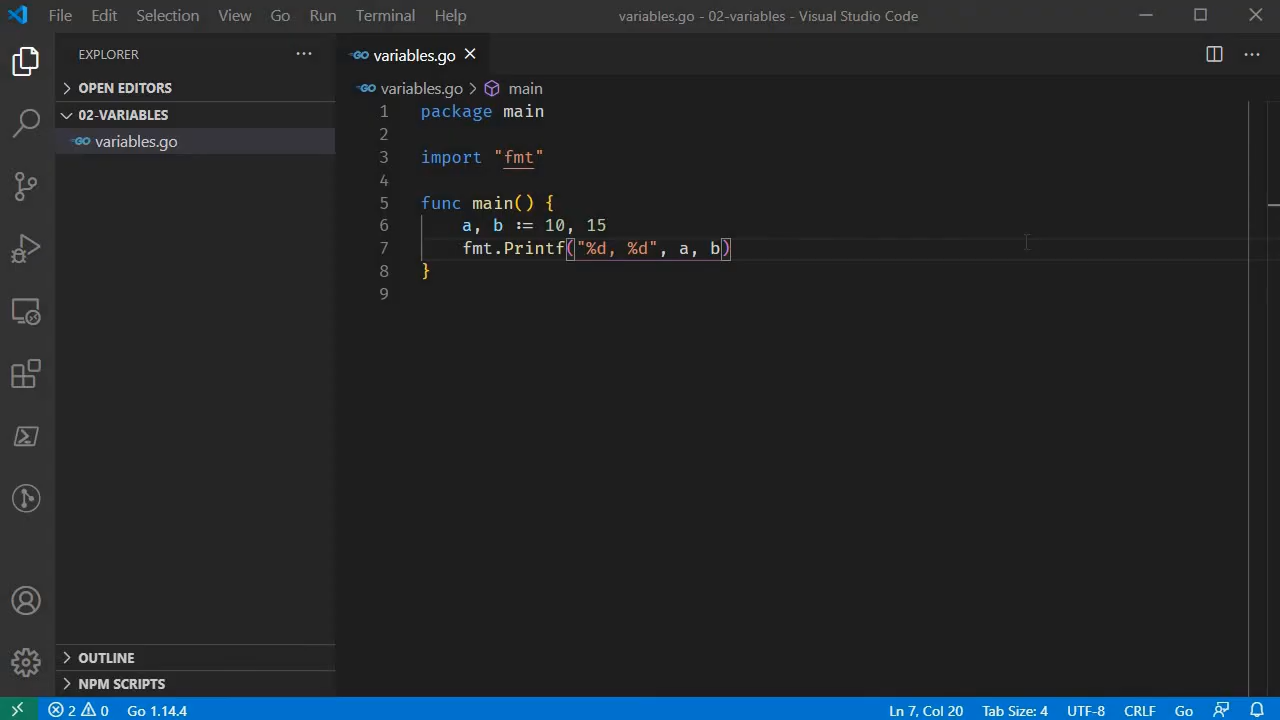 File Edit Selection View Go Run Terminal Help
variables.go - 02-variables - Visual Studio Code
EXPLORER
OPEN EDITORS
02-VARIABLES
GO variables.go
GO variables.go
GO variables.go > main
1 package main
2
3 import "fmt"
4
5 func main() {
6 a, b := 10, 15
7 fmt.Printf("%d, %d", a, b)
8 }
9
OUTLINE
NPM SCRIPTS
2 0 Go 1.14.4 Ln 7, Col 20 Tab Size: 4 UTF-8 CRLF Go